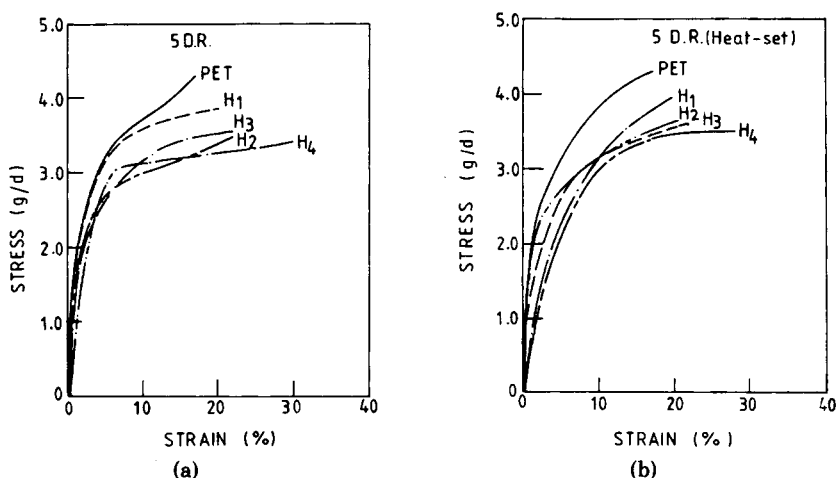 5.0
5 D.R.
PET
4.0
H1
H3
H2
H4
3.0
2.0
1.0
0
0 10 20 30 40
STRESS (g/d)
STRAIN (%)
(a)
5.0
5 D.R.(Heat-set)
PET
4.0
H1
H2
H3
H4
3.0
2.0
1.0
0
0 10 20 30 40
STRESS (g/d)
STRAIN (%)
(b)